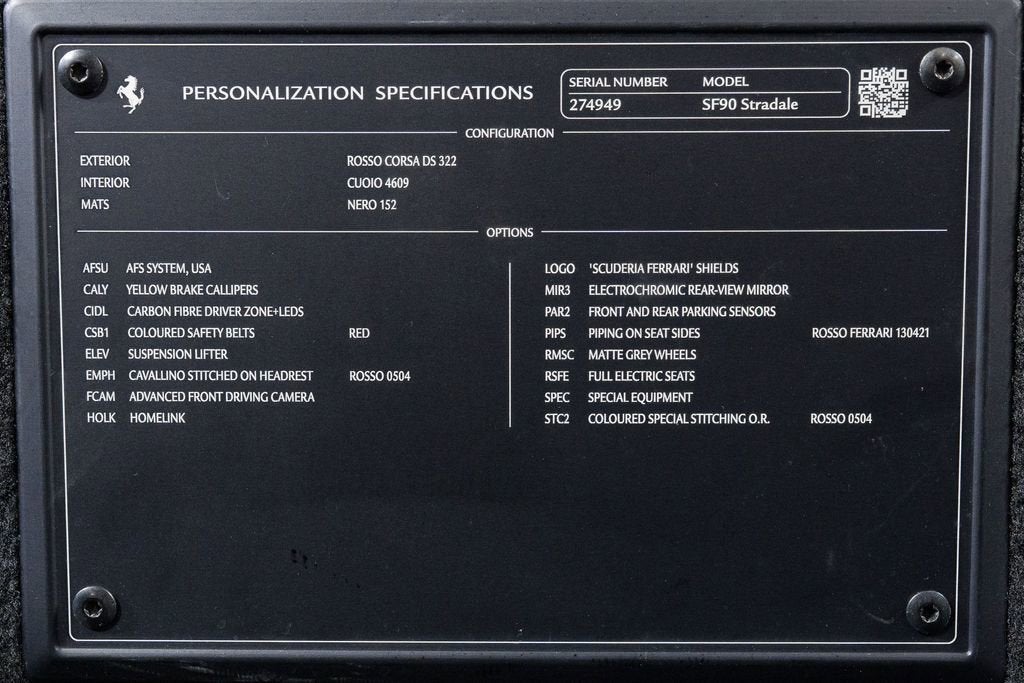 PERSONALIZATION SPECIFICATIONS
SERIAL NUMBER MODEL
274949 SF90 Stradale
CONFIGURATION
EXTERIOR ROSSO CORSA DS 322
INTERIOR CUOIO 4609
MATS NERO 152
OPTIONS
AFSU AFS SYSTEM, USA
CALY YELLOW BRAKE CALLIPERS
CIDL CARBON FIBRE DRIVER ZONE+LEDS
CSB1 COLOURED SAFETY BELTS RED
ELEV SUSPENSION LIFTER
EMPH CAVALLINO STITCHED ON HEADREST ROSSO 0504
FCAM ADVANCED FRONT DRIVING CAMERA
HOLK HOMELINK
LOGO 'SCUDERIA FERRARI' SHIELDS
MIR3 ELECTROCHROMIC REAR-VIEW MIRROR
PAR2 FRONT AND REAR PARKING SENSORS
PIPS PIPING ON SEAT SIDES ROSSO FERRARI 130421
RMSC MATTE GREY WHEELS
RSFE FULL ELECTRIC SEATS
SPEC SPECIAL EQUIPMENT
STC2 COLOURED SPECIAL STITCHING O.R. ROSSO 0504